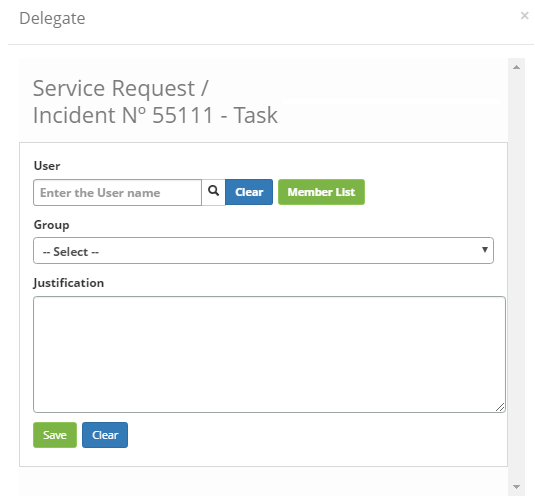 Delegate
×
Service Request /
Incident Nº 55111 - Task
User
Enter the User name Clear Member List
Group
-- Select --
Justification
Save Clear